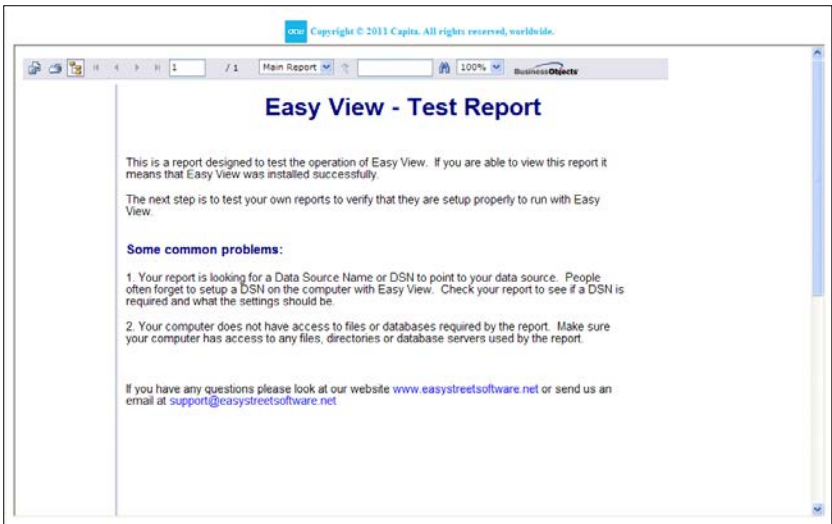 one Copyright © 2011 Capita. All rights reserved, worldwide.
1 / 1 Main Report 100% BusinessObjects
Easy View - Test Report
This is a report designed to test the operation of Easy View. If you are able to view this report it
means that Easy View was installed successfully.
The next step is to test your own reports to verify that they are setup properly to run with Easy
View.
Some common problems:
1. Your report is looking for a Data Source Name or DSN to point to your data source. People
often forget to setup a DSN on the computer with Easy View. Check your report to see if a DSN is
required and what the settings should be.
2. Your computer does not have access to files or databases required by the report. Make sure
your computer has access to any files, directories or database servers used by the report.
If you have any questions please look at our website www.easystreetsoftware.net or send us an
email at support@easystreetsoftware.net